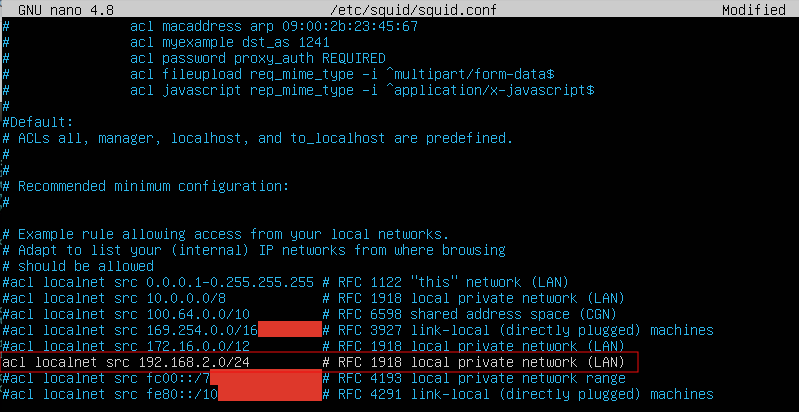 GNU nano 4.8 /etc/squid/squid.conf Modified
# acl macaddress arp 09:00:2b:23:45:67
# acl myexample dst_as 1241
# acl password proxy_auth REQUIRED
# acl fileupload req_mime_type -i ^multipart/form-data$
# acl javascript rep_mime_type -i ^application/x-javascript$
#
#Default:
# ACLs all, manager, localhost, and to_localhost are predefined.
#
#
# Recommended minimum configuration:
#
# Example rule allowing access from your local networks.
# Adapt to list your (internal) IP networks from where browsing
# should be allowed
#acl localnet src 0.0.0.1-0.255.255.255 # RFC 1122 "this" network (LAN)
#acl localnet src 10.0.0.0/8 # RFC 1918 local private network (LAN)
#acl localnet src 100.64.0.0/10 # RFC 6598 shared address space (CGN)
#acl localnet src 169.254.0.0/16 # RFC 3927 link-local (directly plugged) machines
#acl localnet src 172.16.0.0/12 # RFC 1918 local private network (LAN)
acl localnet src 192.168.2.0/24 # RFC 1918 local private network (LAN)
#acl localnet src fc00::/7 # RFC 4193 local private network range
#acl localnet src fe80::/10 # RFC 4291 link-local (directly plugged) machines